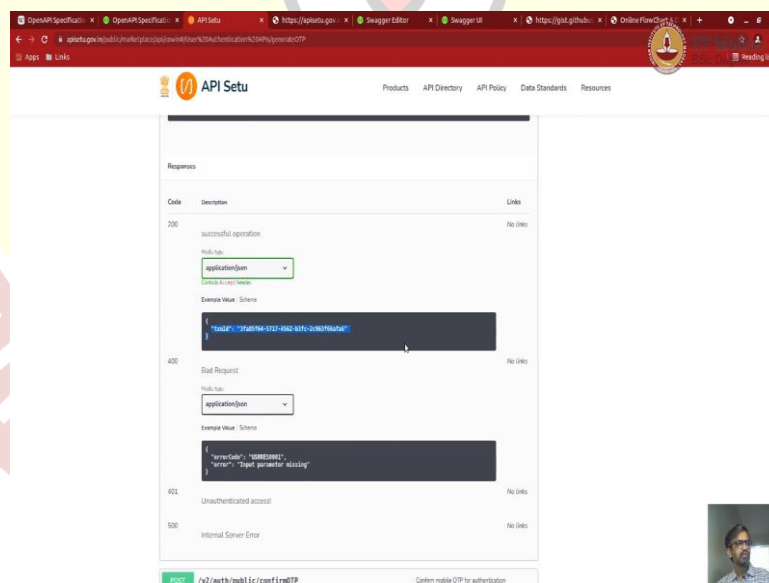 OpenAPI Specificatio
OpenAPI Specificatio
API Setu
https://apisetu.gov.i
Swagger Editor
Swagger UI
https://gist.githubu
Online FlowChart &
apisetu.gov.in/public/marketplace/api/cowin#/User%20Authentication%20APIs/generateOTP
Apps Links
Reading li
API Setu
Products API Directory API Policy Data Standards Resources
Responses
Code Description Links
200 No links
successful operation
Media type
application/json
Controls Accept header.
Example Value Schema
{
"txnId": "3fa85f64-5717-4562-b3fc-2c963f66afa6"
}
400 No links
Bad Request
Media type
application/json
Example Value Schema
{
"errorCode": "USRRES0001",
"error": "Input parameter missing"
}
401 No links
Unauthenticated access!
500 No links
Internal Server Error
POST /v2/auth/public/confirmOTP Confirm mobile OTP for authentication